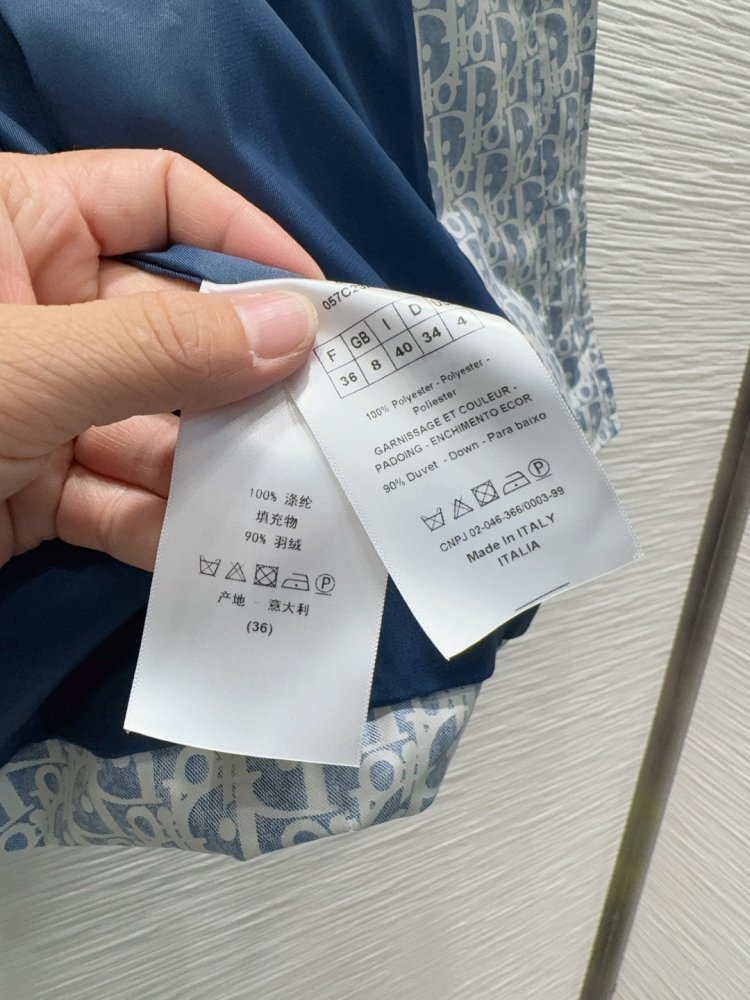 100% 涤纶
填充物
90% 羽绒
P
产地 - 意大利
(36)
F GB I D
36 8 40 34 4
100% Polyester - Polyester -
Poliester
GARNISSAGE ET COULEUR -
PADOING - ENCHIMENTO ECOR
90% Duvet - Down - Para baixo
P
CNPJ 02-046-366/0003-99
Made In ITALY
ITALIA
Dior